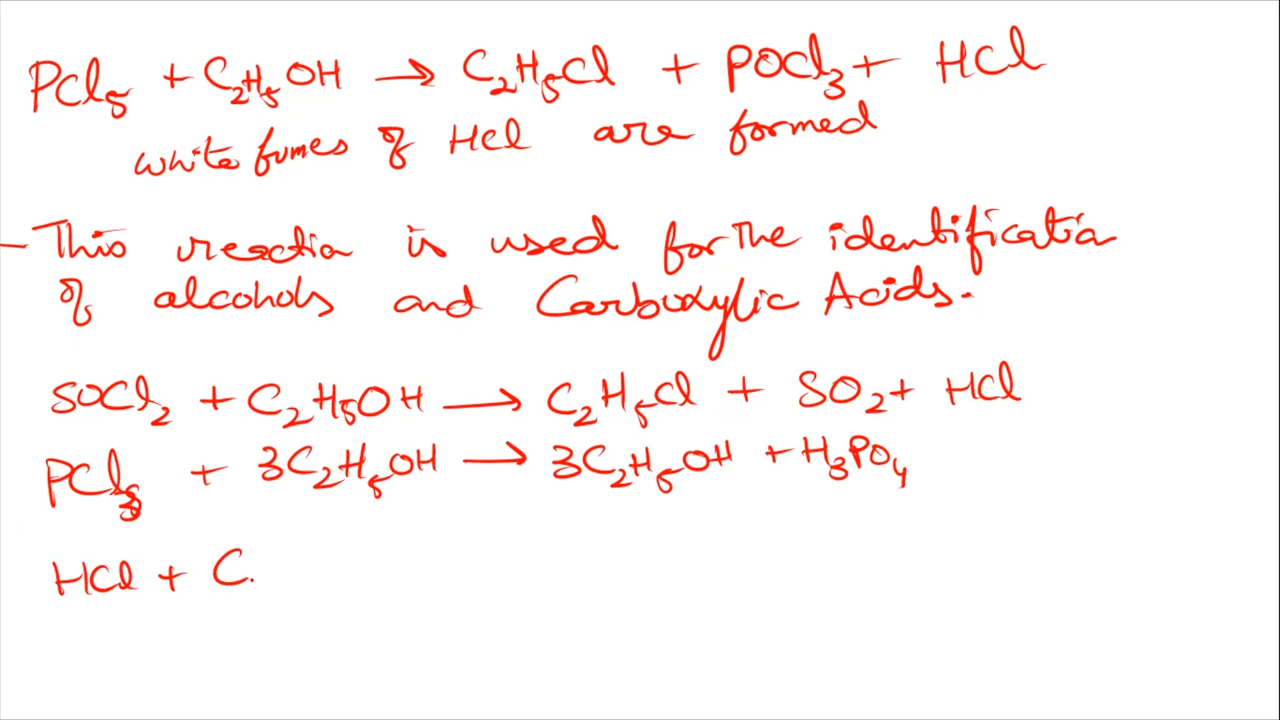 PCl₅ + C₂H₅OH → C₂H₅Cl + POCl₃ + HCl
white fumes of HCl are formed
- This reaction is used for the identification
of alcohols and Carboxylic Acids.
SOCl₂ + C₂H₅OH → C₂H₅Cl + SO₂ + HCl
PCl₃ + 3C₂H₅OH → 3C₂H₅OH + H₃PO₄
HCl + C.